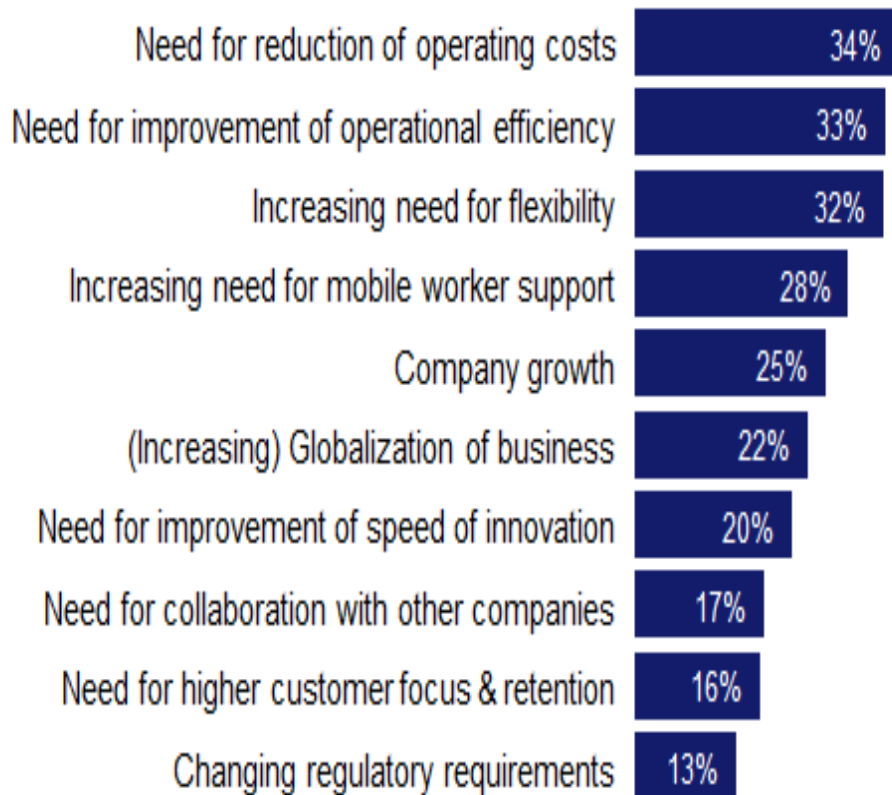 Need for reduction of operating costs 34%
Need for improvement of operational efficiency 33%
Increasing need for flexibility 32%
Increasing need for mobile worker support 28%
Company growth 25%
(Increasing) Globalization of business 22%
Need for improvement of speed of innovation 20%
Need for collaboration with other companies 17%
Need for higher customer focus & retention 16%
Changing regulatory requirements 13%